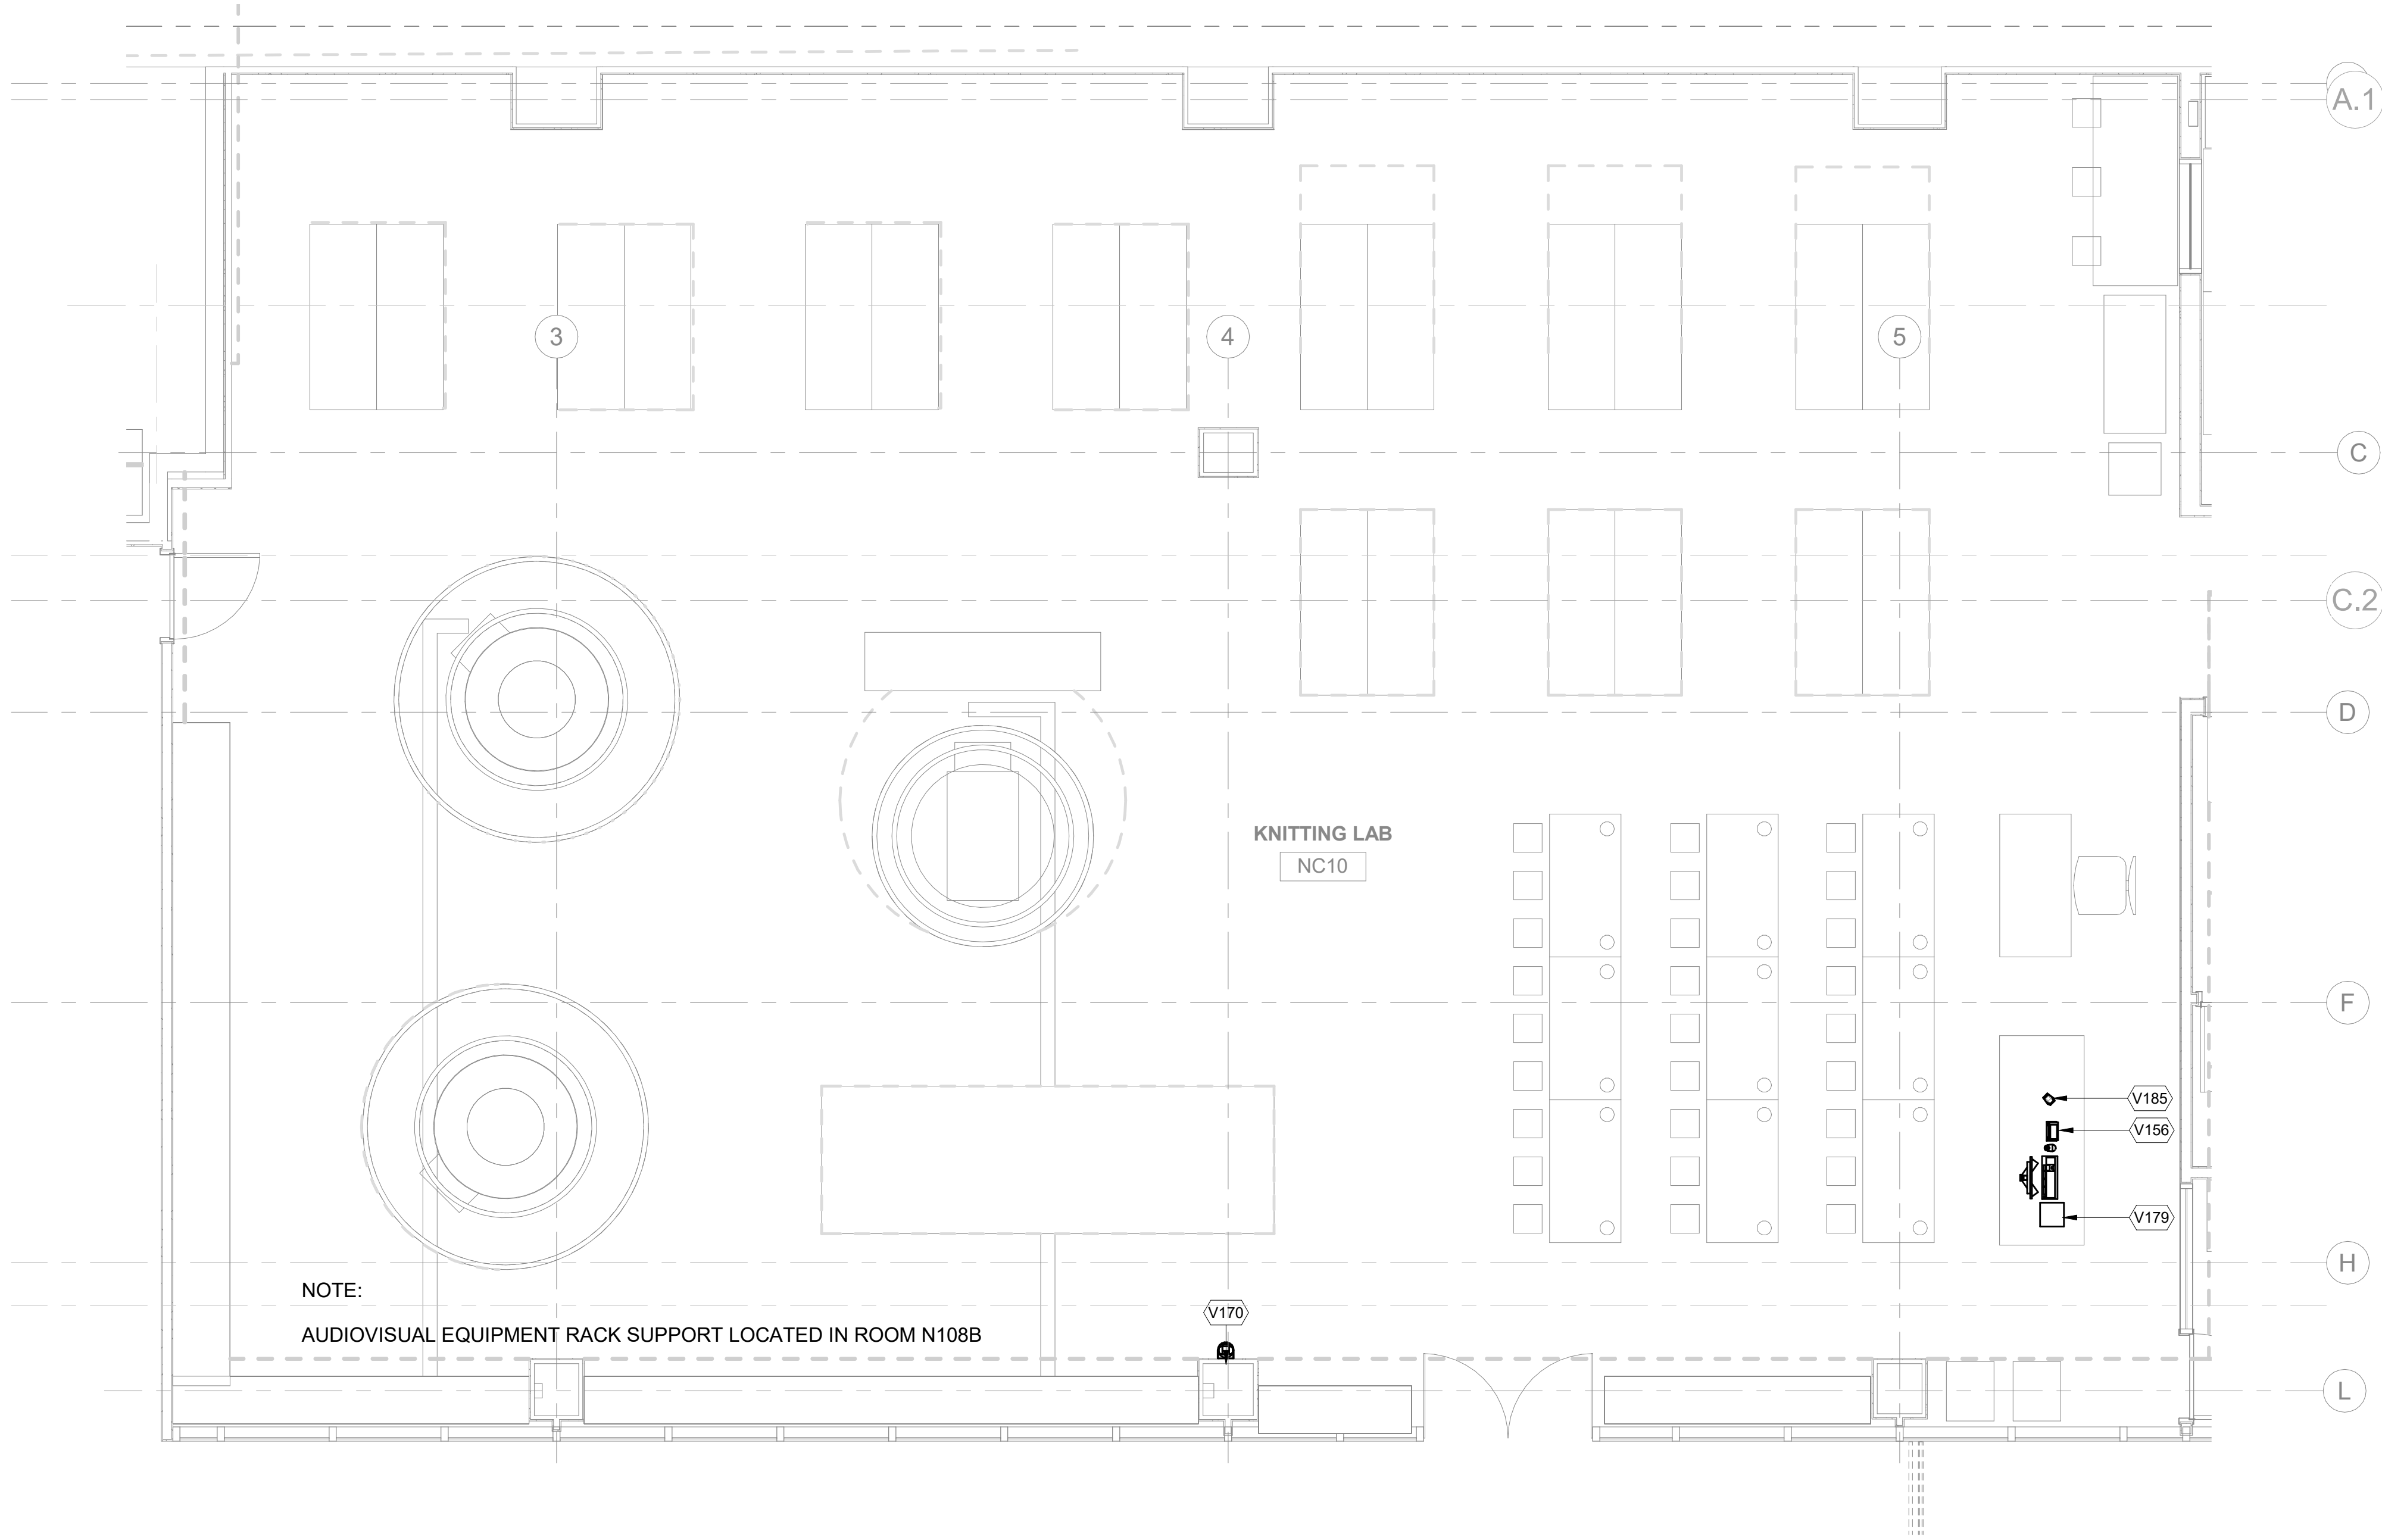 A.1
3
4
5
C
C.2
D
KNITTING LAB
NC10
F
V185
V156
V179
H
NOTE:
V170
AUDIOVISUAL EQUIPMENT RACK SUPPORT LOCATED IN ROOM N108B
L